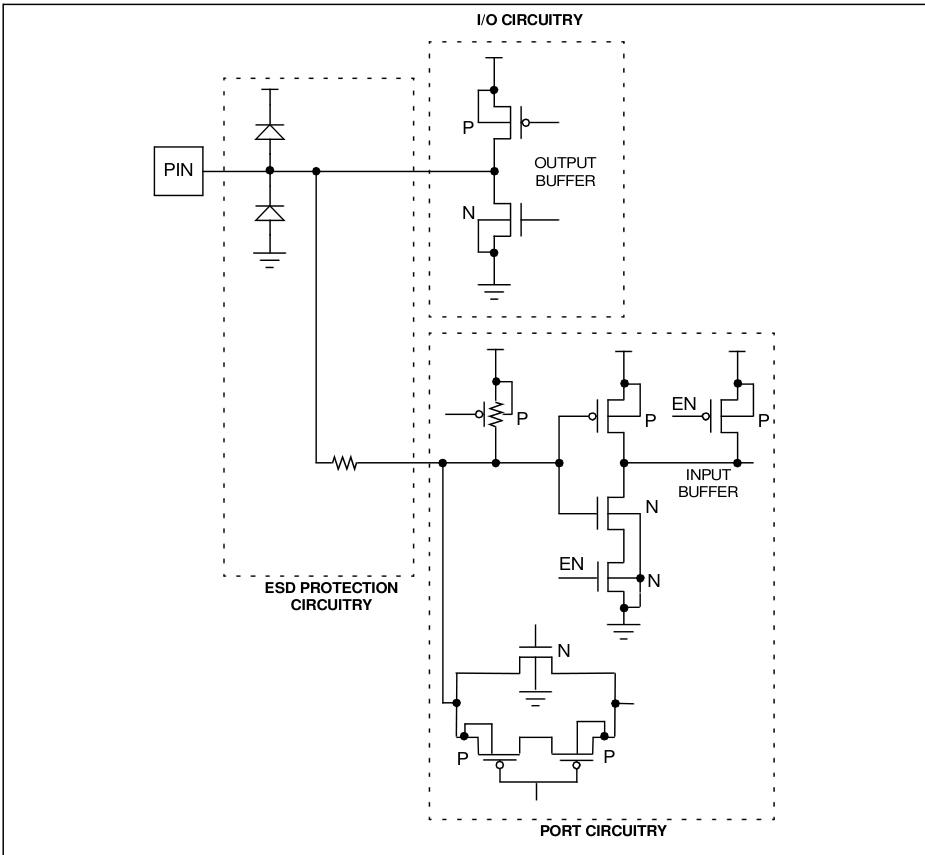 I/O CIRCUITRY
P
PIN
OUTPUT
BUFFER
N
P
P
EN
P
INPUT
BUFFER
N
EN
N
ESD PROTECTION
CIRCUITRY
N
P
P
PORT CIRCUITRY